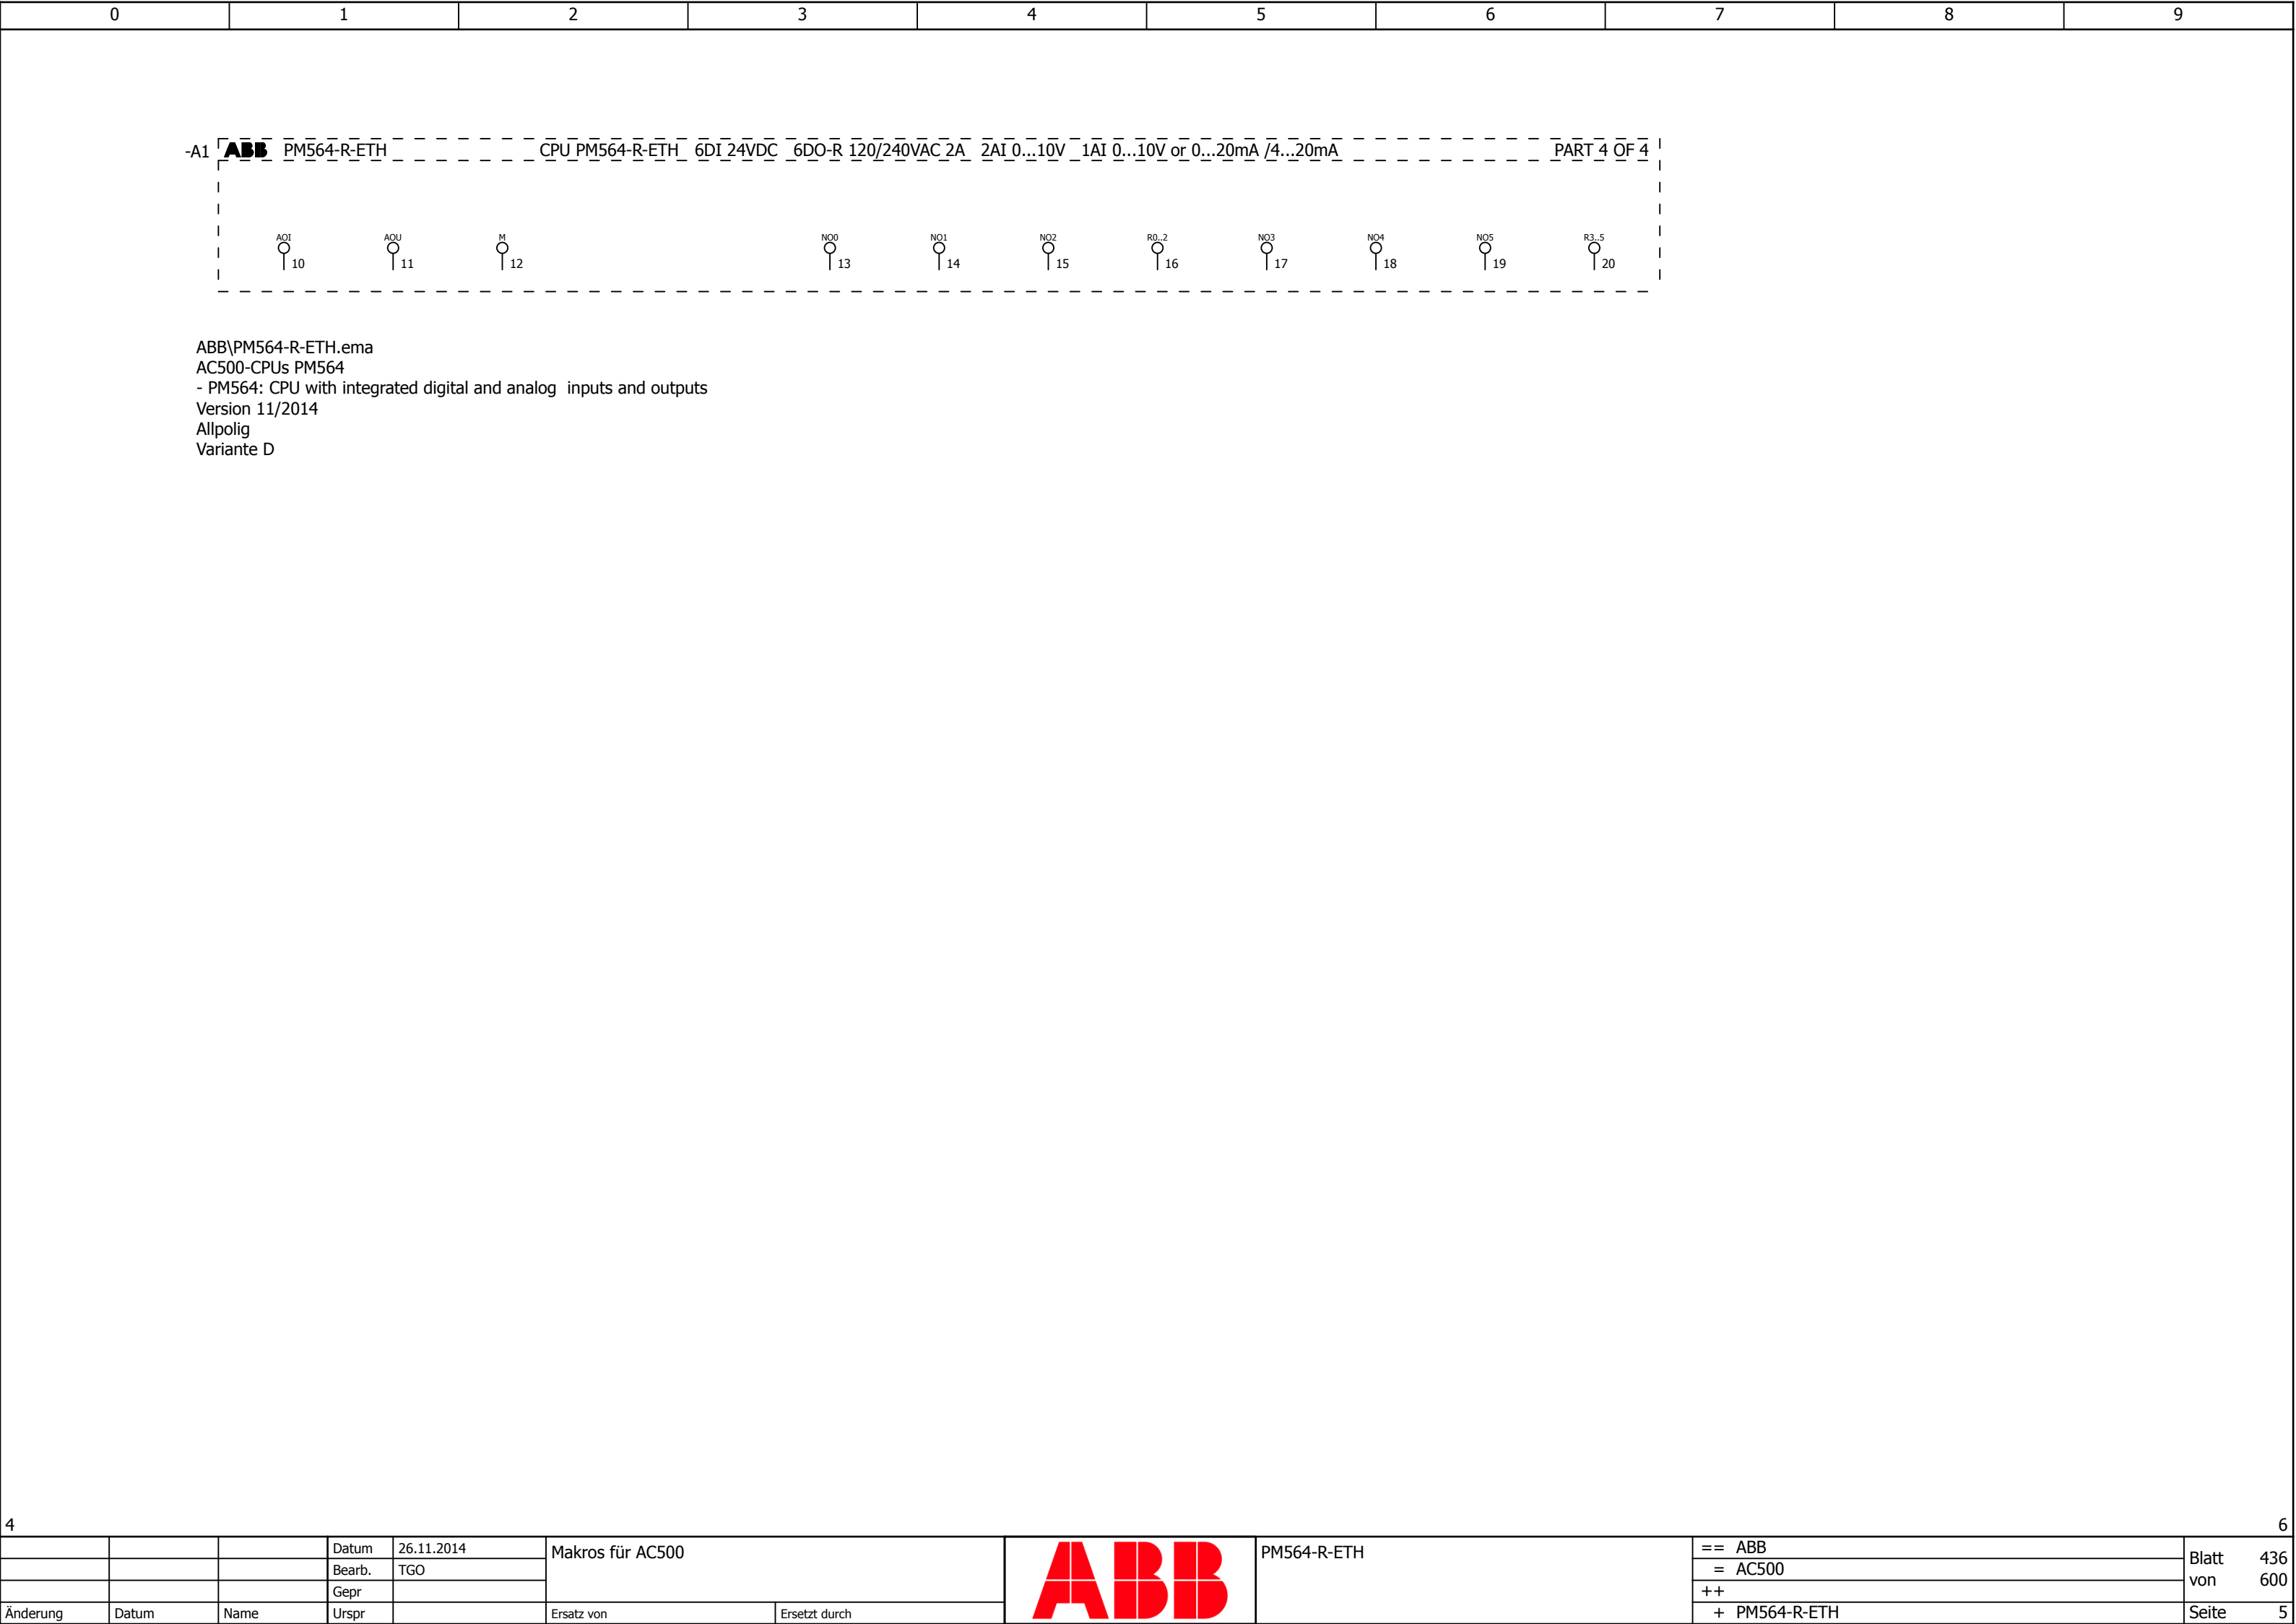 0 1 2 3 4 5 6 7 8 9
-A1 ABB PM564-R-ETH CPU PM564-R-ETH 6DI 24VDC 6DO-R 120/240VAC 2A 2AI 0...10V 1AI 0...10V or 0...20mA /4...20mA PART 4 OF 4
AOI AOU M NO0 NO1 NO2 R0..2 NO3 NO4 NO5 R3..5
10 11 12 13 14 15 16 17 18 19 20
ABB\PM564-R-ETH.ema
AC500-CPUs PM564
- PM564: CPU with integrated digital and analog inputs and outputs
Version 11/2014
Allpolig
Variante D
4 6
Datum 26.11.2014 Makros für AC500 ABB PM564-R-ETH == ABB Blatt 436
Bearb. TGO = AC500 von 600
Gepr ++
Änderung Datum Name Urspr Ersatz von Ersetzt durch + PM564-R-ETH Seite 5